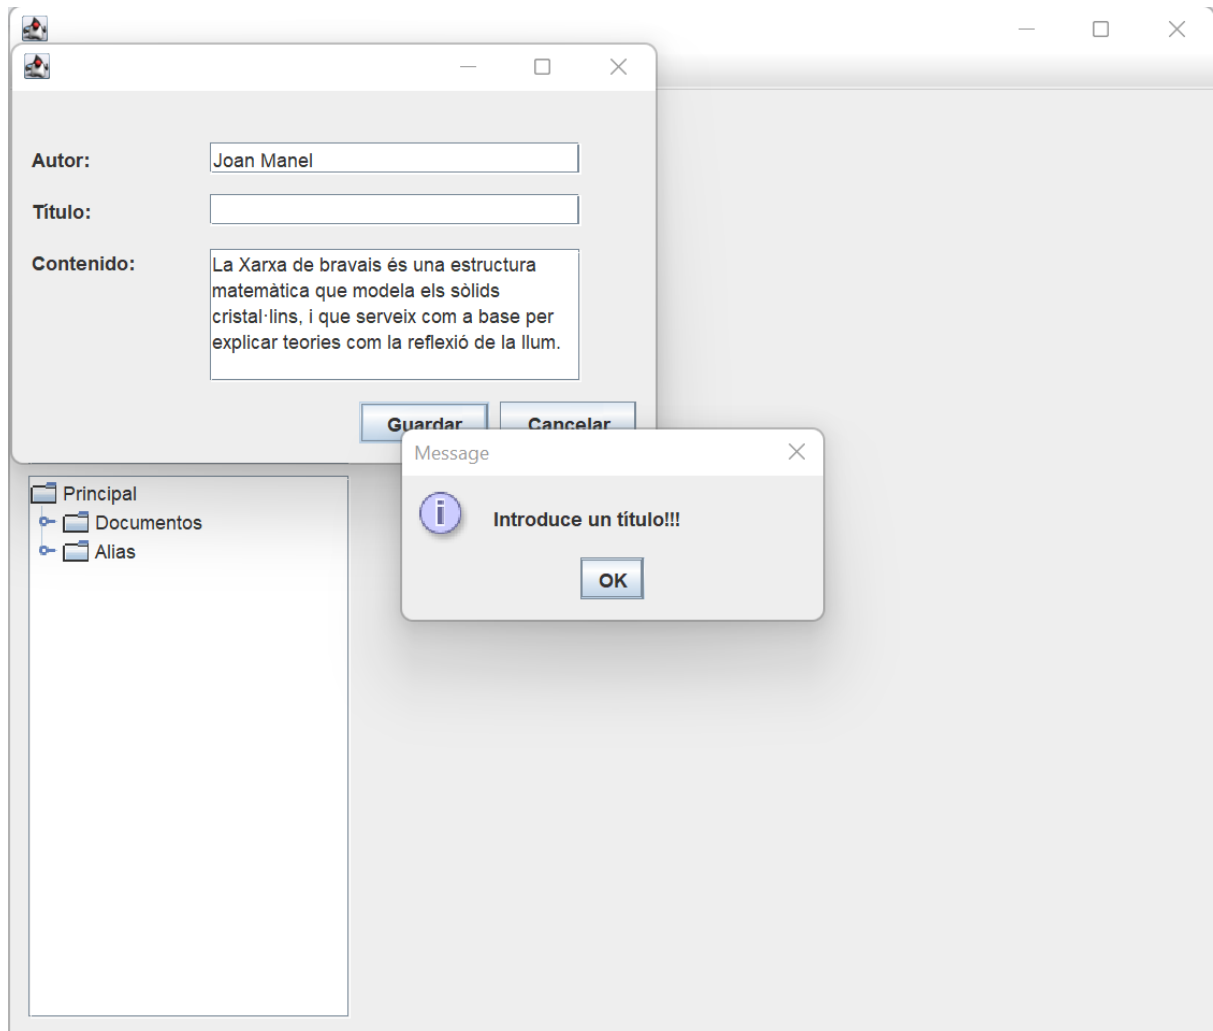 Autor:
Joan Manel
Título:
Contenido:
La Xarxa de bravais és una estructura
matemàtica que modela els sòlids
cristal·lins, i que serveix com a base per
explicar teories com la reflexió de la llum.
Guardar
Cancelar
Message
Introduce un título!!!
OK
Principal
Documentos
Alias